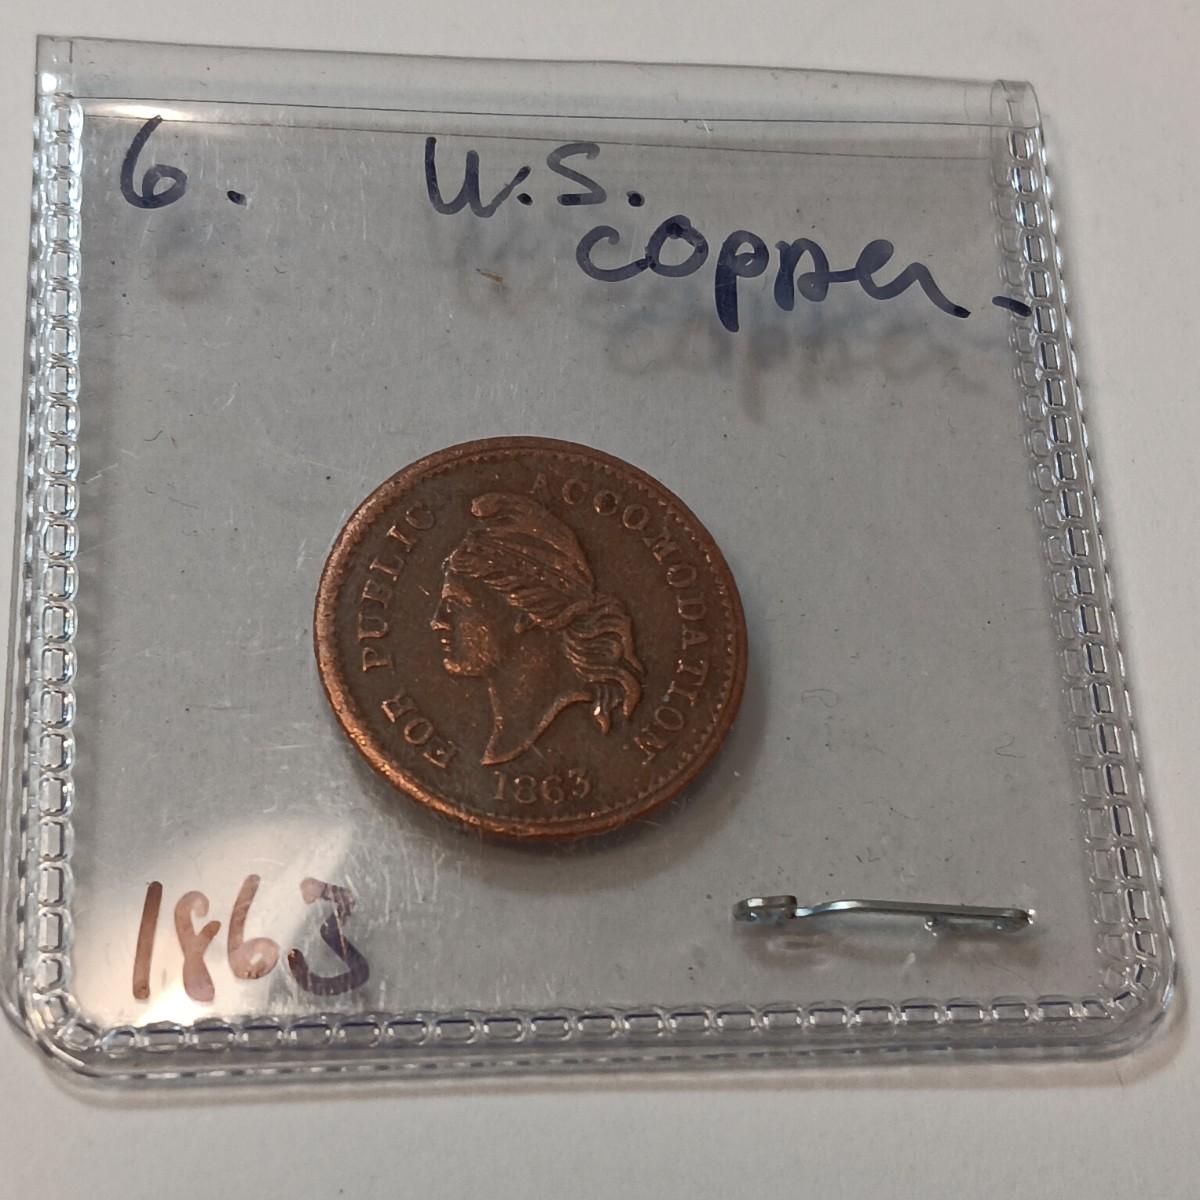 6. U.S.
copper.
FOR PUBLIC ACCOMODATION.
1863
1863